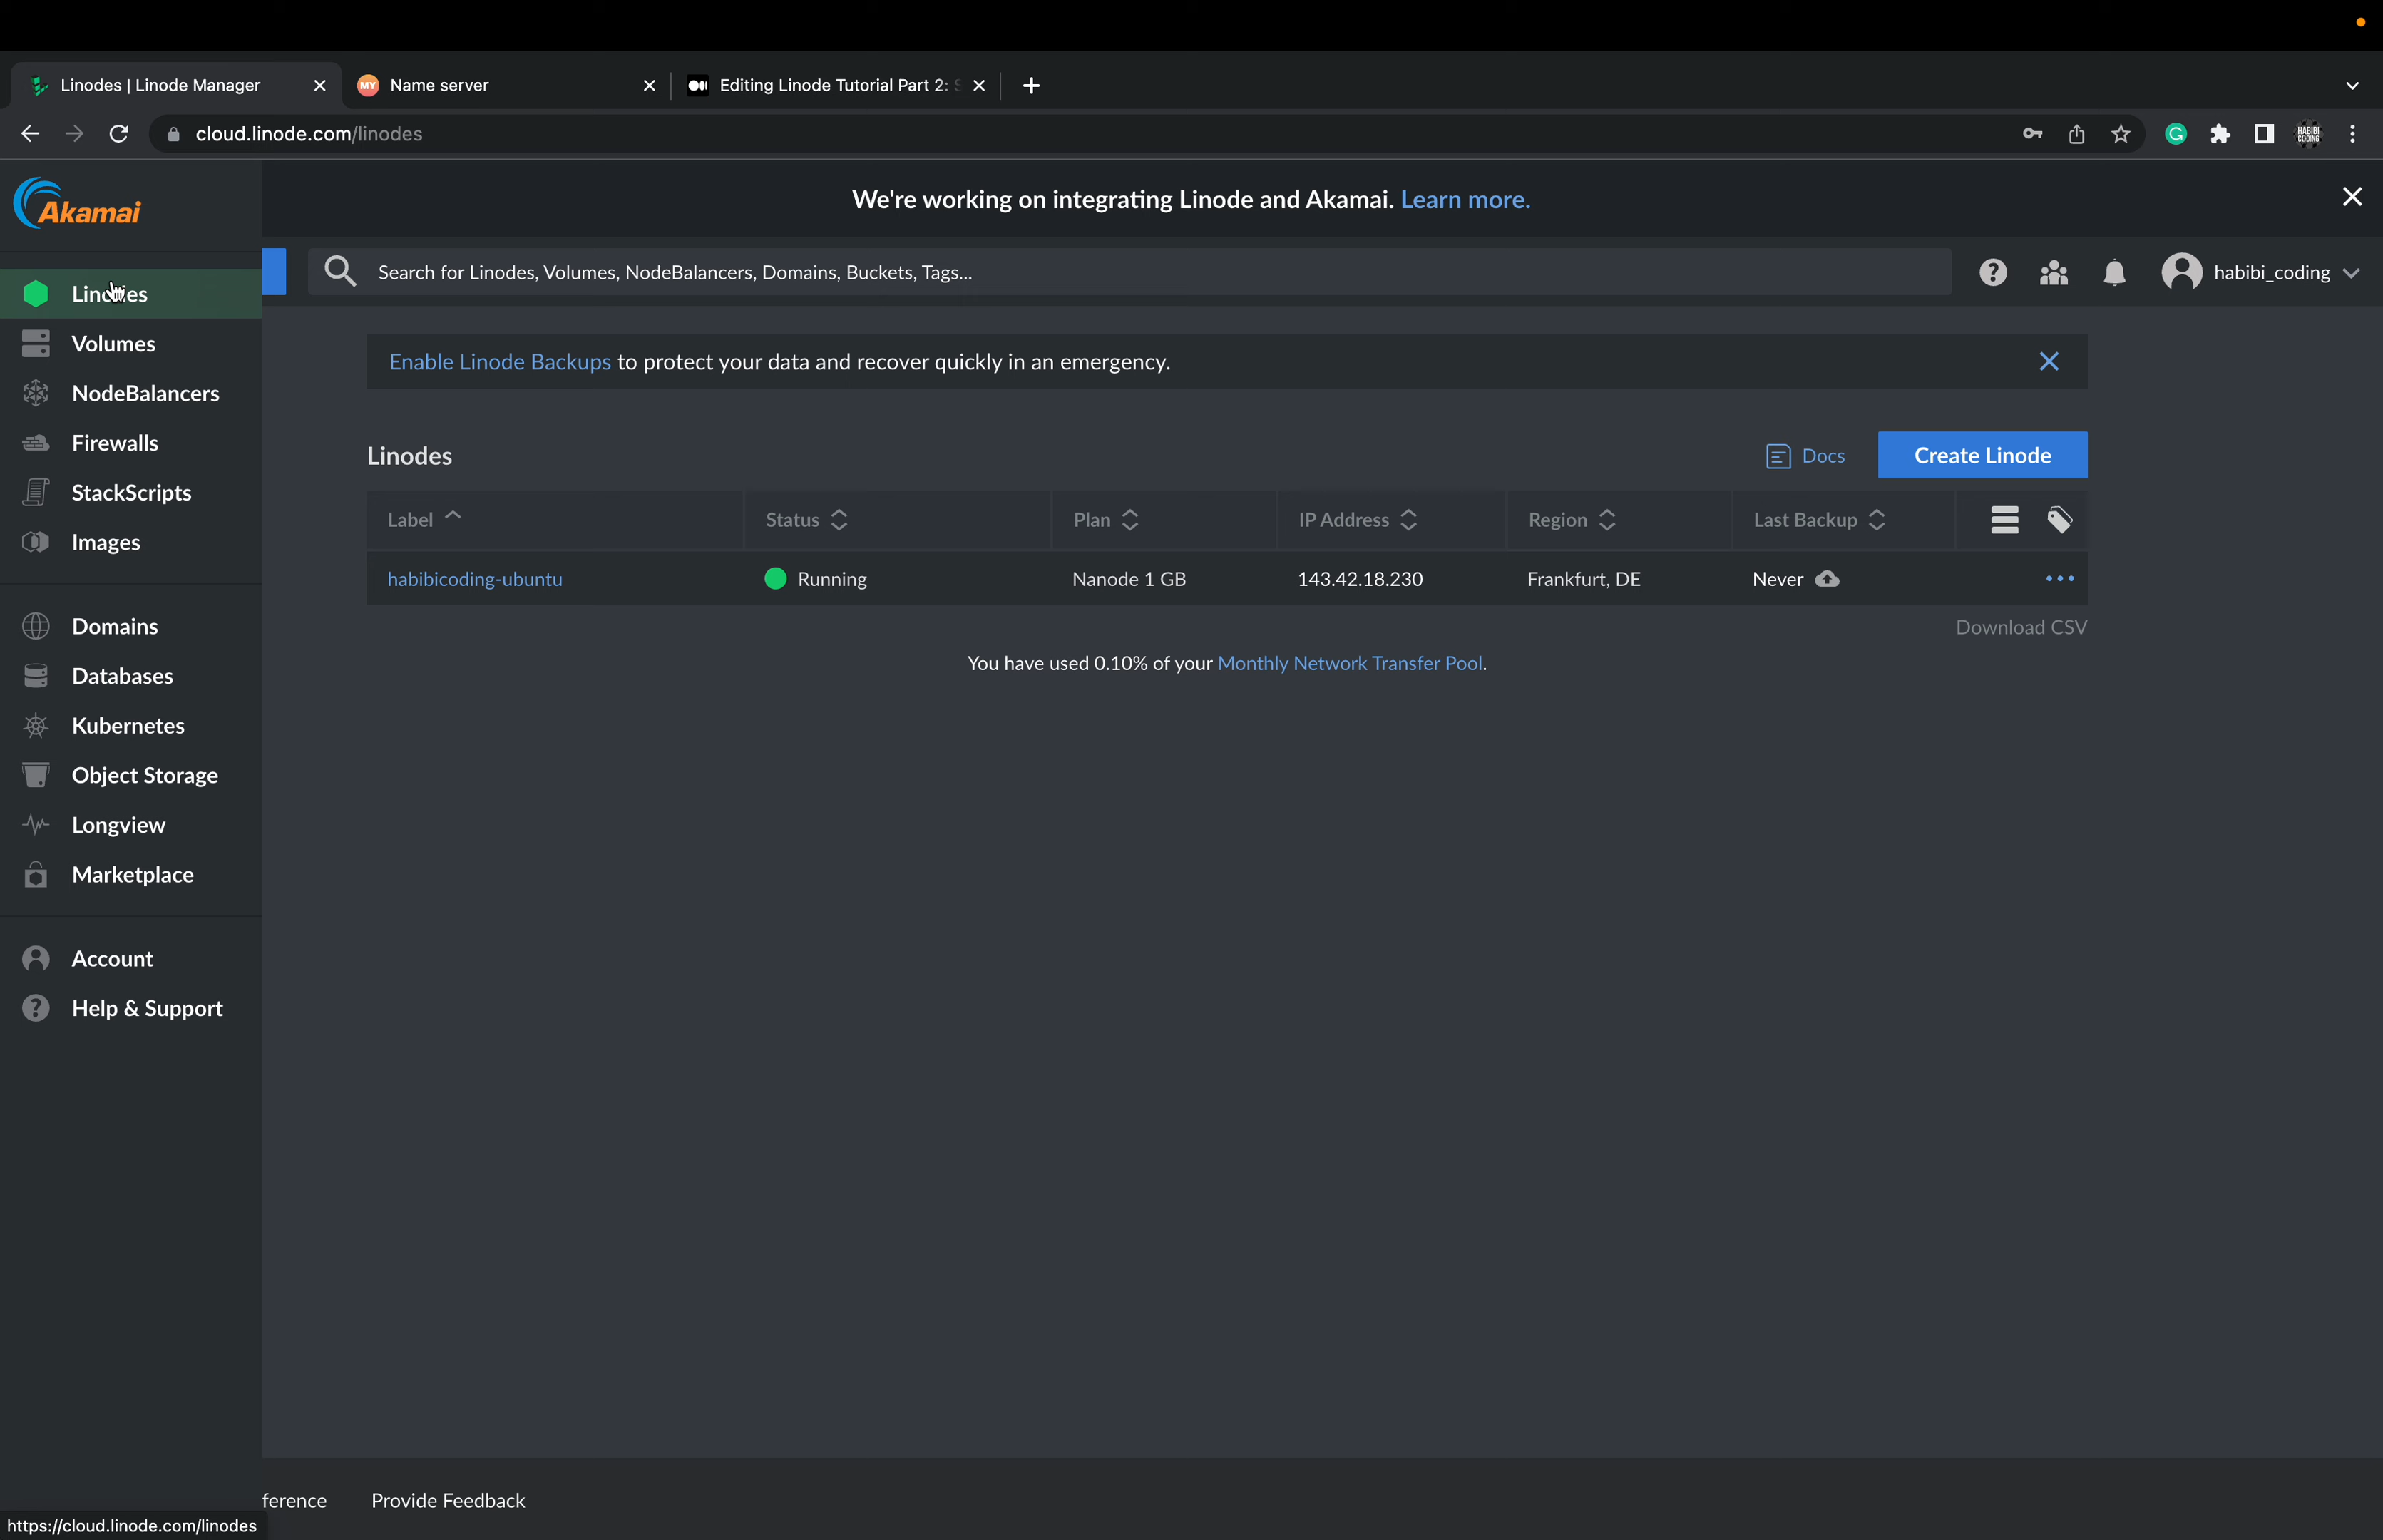 Linodes | Linode Manager
Name server
Editing Linode Tutorial Part 2:
cloud.linode.com/linodes
HABIBI
CODING
Akamai
We're working on integrating Linode and Akamai. Learn more.
Search for Linodes, Volumes, NodeBalancers, Domains, Buckets, Tags...
habibi_coding
Linodes
Volumes
NodeBalancers
Firewalls
StackScripts
Images
Domains
Databases
Kubernetes
Object Storage
Longview
Marketplace
Account
Help & Support
Enable Linode Backups to protect your data and recover quickly in an emergency.
Linodes
Docs
Create Linode
Label Status Plan IP Address Region Last Backup
habibicoding-ubuntu Running Nanode 1 GB 143.42.18.230 Frankfurt, DE Never
Download CSV
You have used 0.10% of your Monthly Network Transfer Pool.
ference Provide Feedback
https://cloud.linode.com/linodes